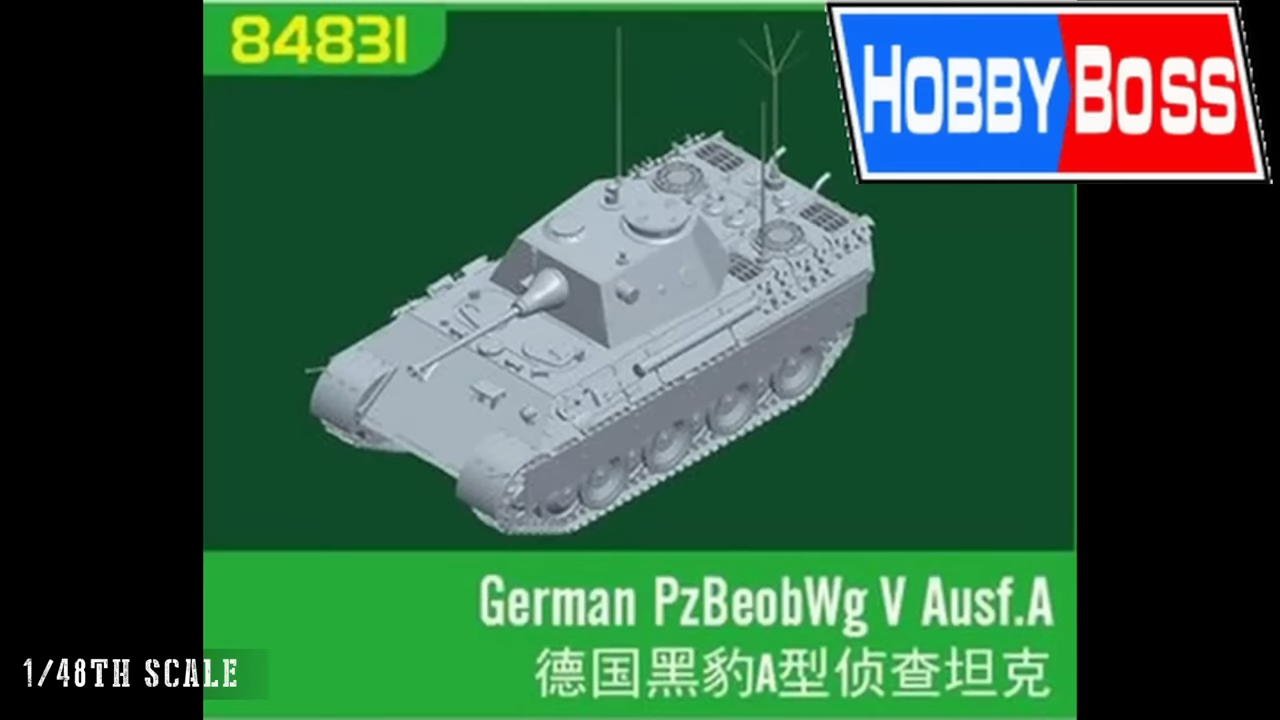 84831
HOBBY BOSS
German PzBeobWg V Ausf.A
德国黑豹A型侦查坦克
1/48TH SCALE